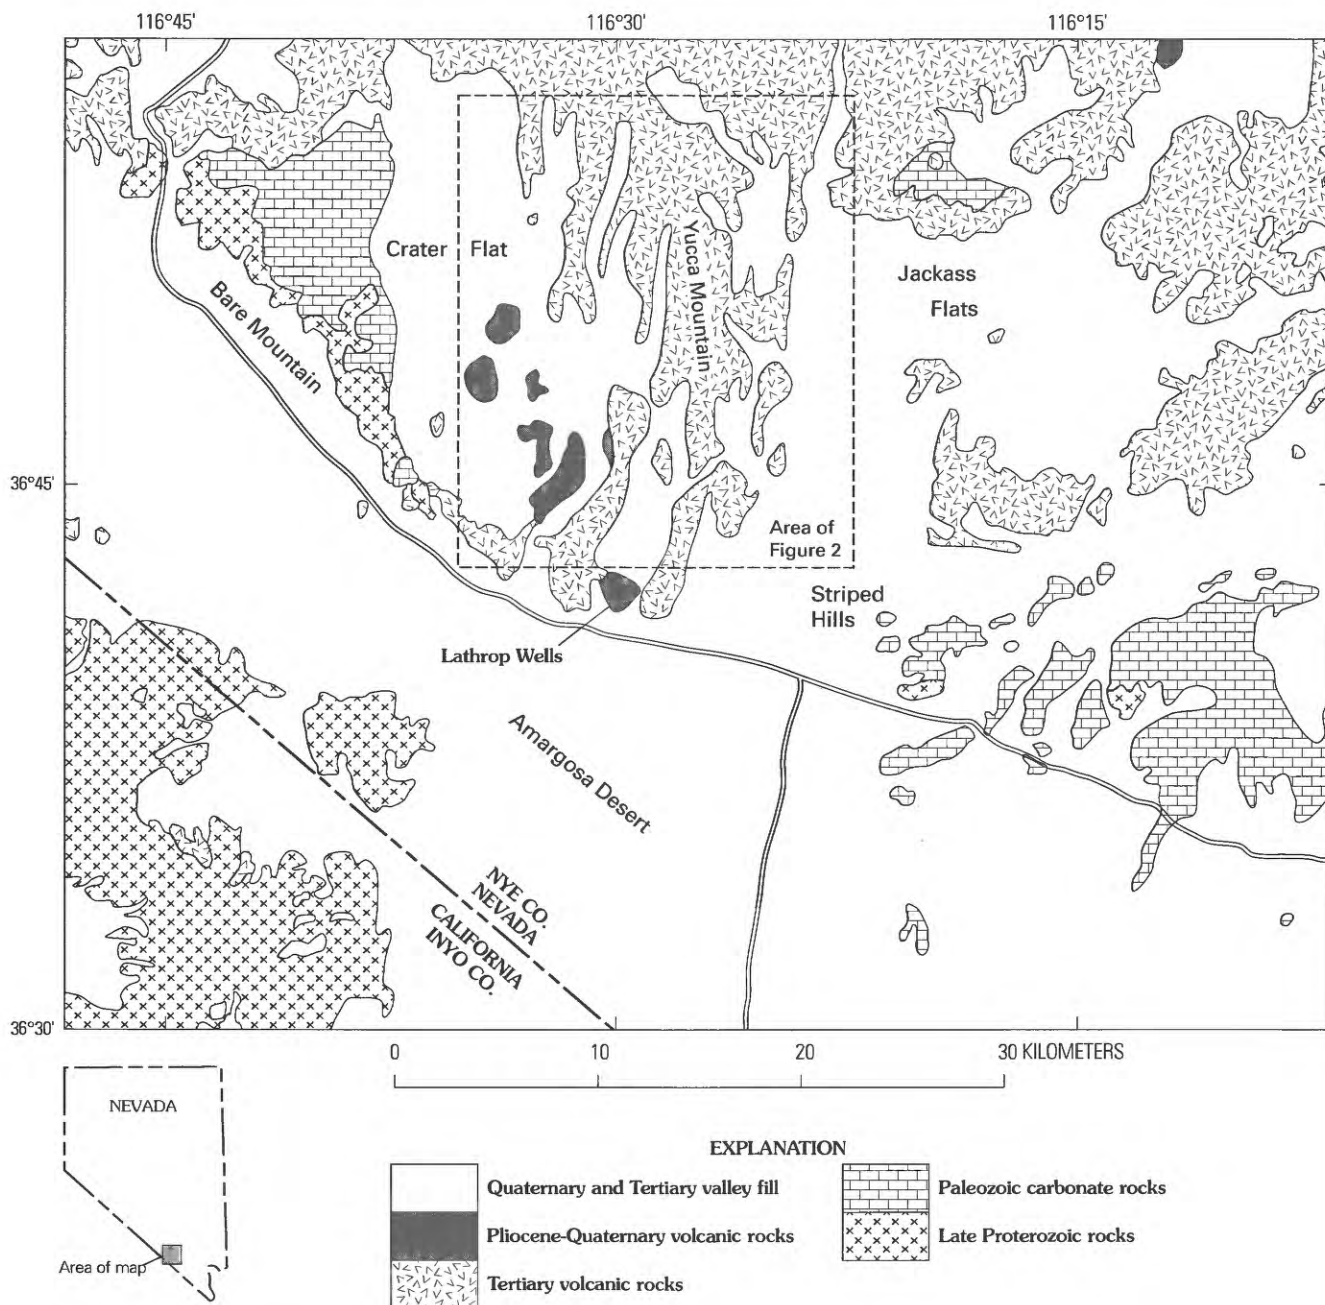 116°45'
116°30'
116°15'
Crater Flat
Yucca Mountain
Jackass
Flats
Bare Mountain
36°45'
Area of
Figure 2
Striped
Hills
Lathrop Wells
Amargosa Desert
NYE CO.
NEVADA
CALIFORNIA
INYO CO.
36°30'
0 10 20 30 KILOMETERS
NEVADA
Area of map
EXPLANATION
Quaternary and Tertiary valley fill
Pliocene-Quaternary volcanic rocks
Tertiary volcanic rocks
Paleozoic carbonate rocks
Late Proterozoic rocks